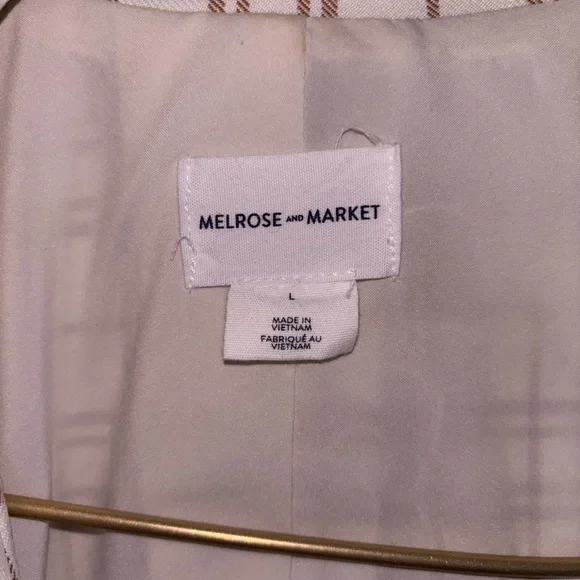 MELROSE AND MARKET
L
MADE IN
VIETNAM
FABRIQUÉ AU
VIETNAM